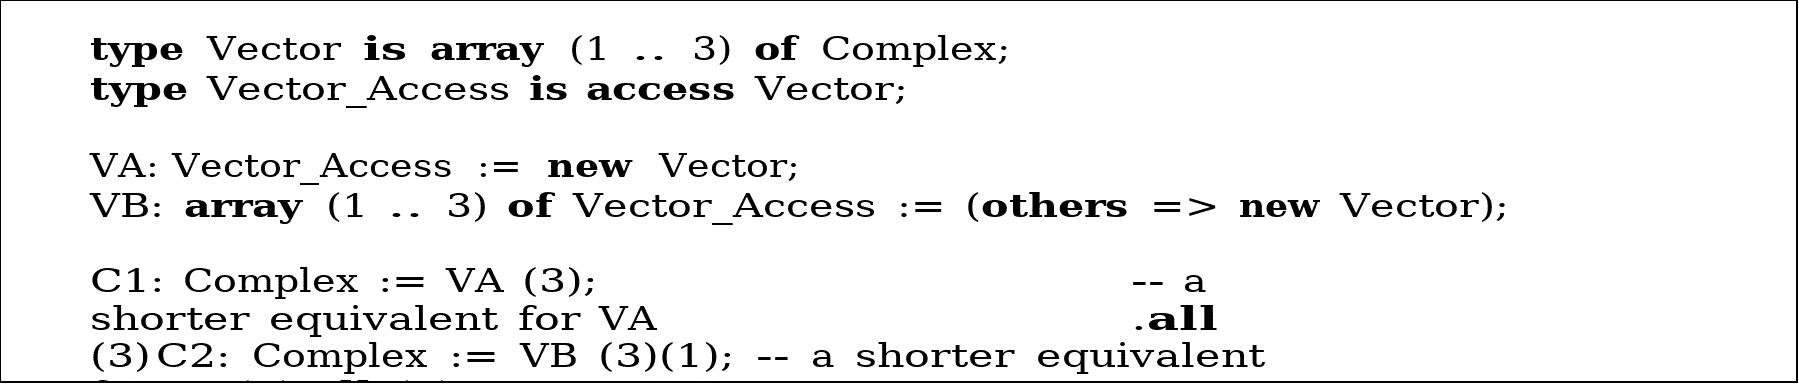 type Vector is array (1 .. 3) of Complex;
type Vector_Access is access Vector;
VA: Vector_Access := new Vector;
VB: array (1 .. 3) of Vector_Access := (others => new Vector);
C1: Complex := VA (3); -- a
shorter equivalent for VA .all
(3)C2: Complex := VB (3)(1); -- a shorter equivalent